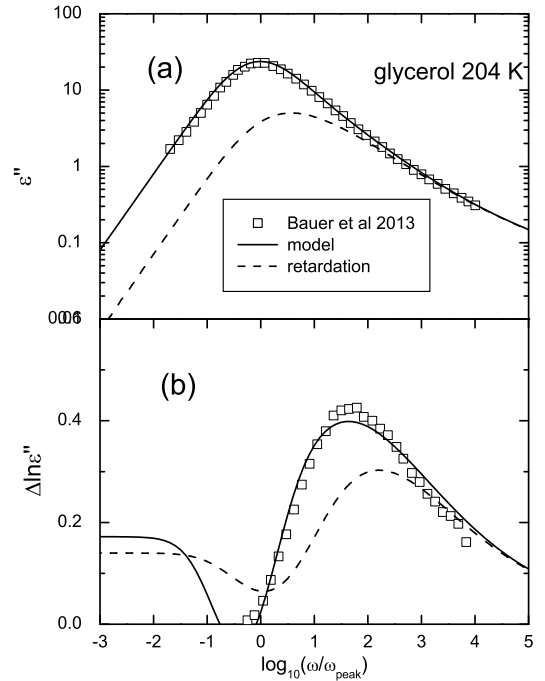 100
(a)
glycerol 204 K
10
ε"
1
Bauer et al 2013
model
retardation
0.1
0.01
0.6
(b)
0.4
Δlnε"
0.2
0.0
-3 -2 -1 0 1 2 3 4 5
log10(ω/ωpeak)